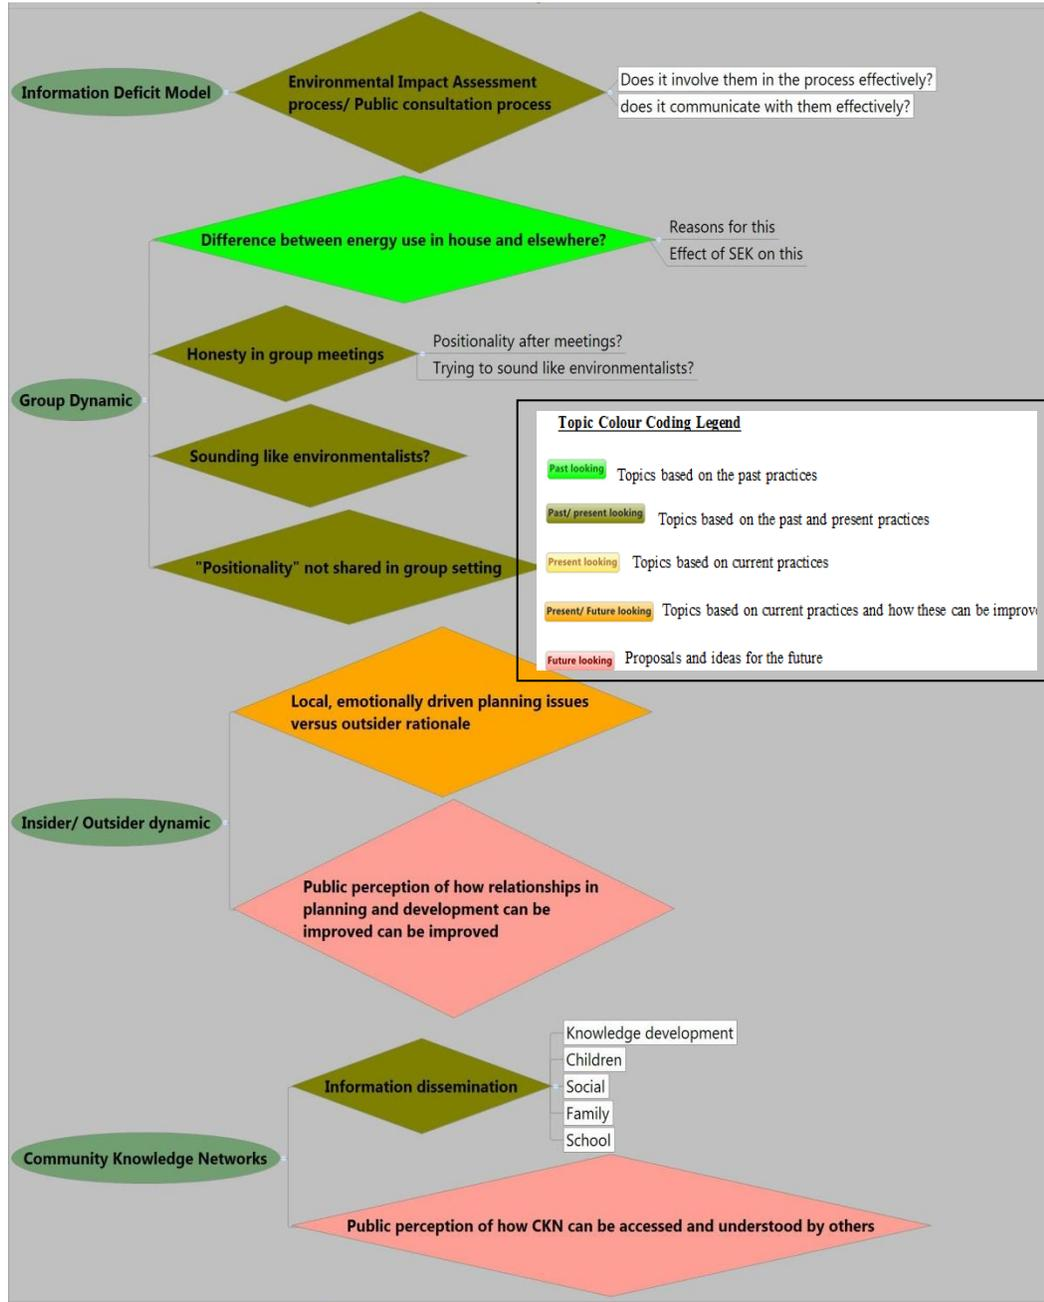 Information Deficit Model
Environmental Impact Assessment
process/ Public consultation process
Does it involve them in the process effectively?
does it communicate with them effectively?
Group Dynamic
Difference between energy use in house and elsewhere?
Reasons for this
Effect of SEK on this
Honesty in group meetings
Positionality after meetings?
Trying to sound like environmentalists?
Sounding like environmentalists?
"Positionality" not shared in group setting
Topic Colour Coding Legend
Past looking Topics based on the past practices
Past/ present looking Topics based on the past and present practices
Present looking Topics based on current practices
Present/ Future looking Topics based on current practices and how these can be improv
Future looking Proposals and ideas for the future
Insider/ Outsider dynamic
Local, emotionally driven planning issues
versus outsider rationale
Public perception of how relationships in
planning and development can be
improved can be improved
Community Knowledge Networks
Information dissemination
Knowledge development
Children
Social
Family
School
Public perception of how CKN can be accessed and understood by others